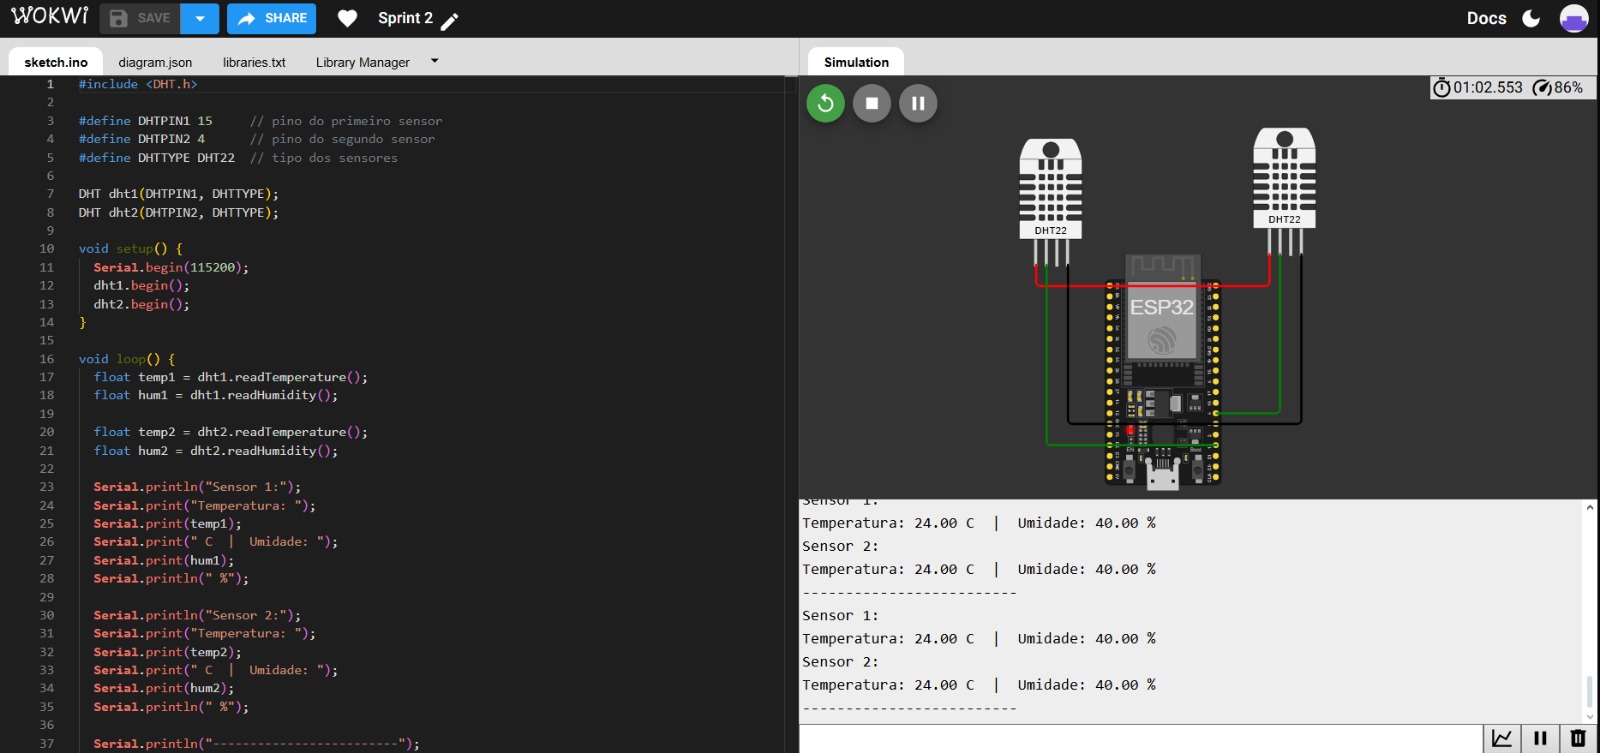 WOKWI SAVE SHARE Sprint 2 Docs
sketch.ino diagram.json libraries.txt Library Manager
1 #include <DHT.h>
2
3 #define DHTPIN1 15 // pino do primeiro sensor
4 #define DHTPIN2 4 // pino do segundo sensor
5 #define DHTTYPE DHT22 // tipo dos sensores
6
7 DHT dht1(DHTPIN1, DHTTYPE);
8 DHT dht2(DHTPIN2, DHTTYPE);
9
10 void setup() {
11 Serial.begin(115200);
12 dht1.begin();
13 dht2.begin();
14 }
15
16 void loop() {
17 float temp1 = dht1.readTemperature();
18 float hum1 = dht1.readHumidity();
19
20 float temp2 = dht2.readTemperature();
21 float hum2 = dht2.readHumidity();
22
23 Serial.println("Sensor 1:");
24 Serial.print("Temperatura: ");
25 Serial.print(temp1);
26 Serial.print(" C | Umidade: ");
27 Serial.print(hum1);
28 Serial.println(" %");
29
30 Serial.println("Sensor 2:");
31 Serial.print("Temperatura: ");
32 Serial.print(temp2);
33 Serial.print(" C | Umidade: ");
34 Serial.print(hum2);
35 Serial.println(" %");
36
37 Serial.println("-------------------------");
Simulation
01:02.553 86%
DHT22
DHT22
ESP32
EN Boot
Sensor 1:
Temperatura: 24.00 C | Umidade: 40.00 %
Sensor 2:
Temperatura: 24.00 C | Umidade: 40.00 %
-------------------------
Sensor 1:
Temperatura: 24.00 C | Umidade: 40.00 %
Sensor 2:
Temperatura: 24.00 C | Umidade: 40.00 %
-------------------------